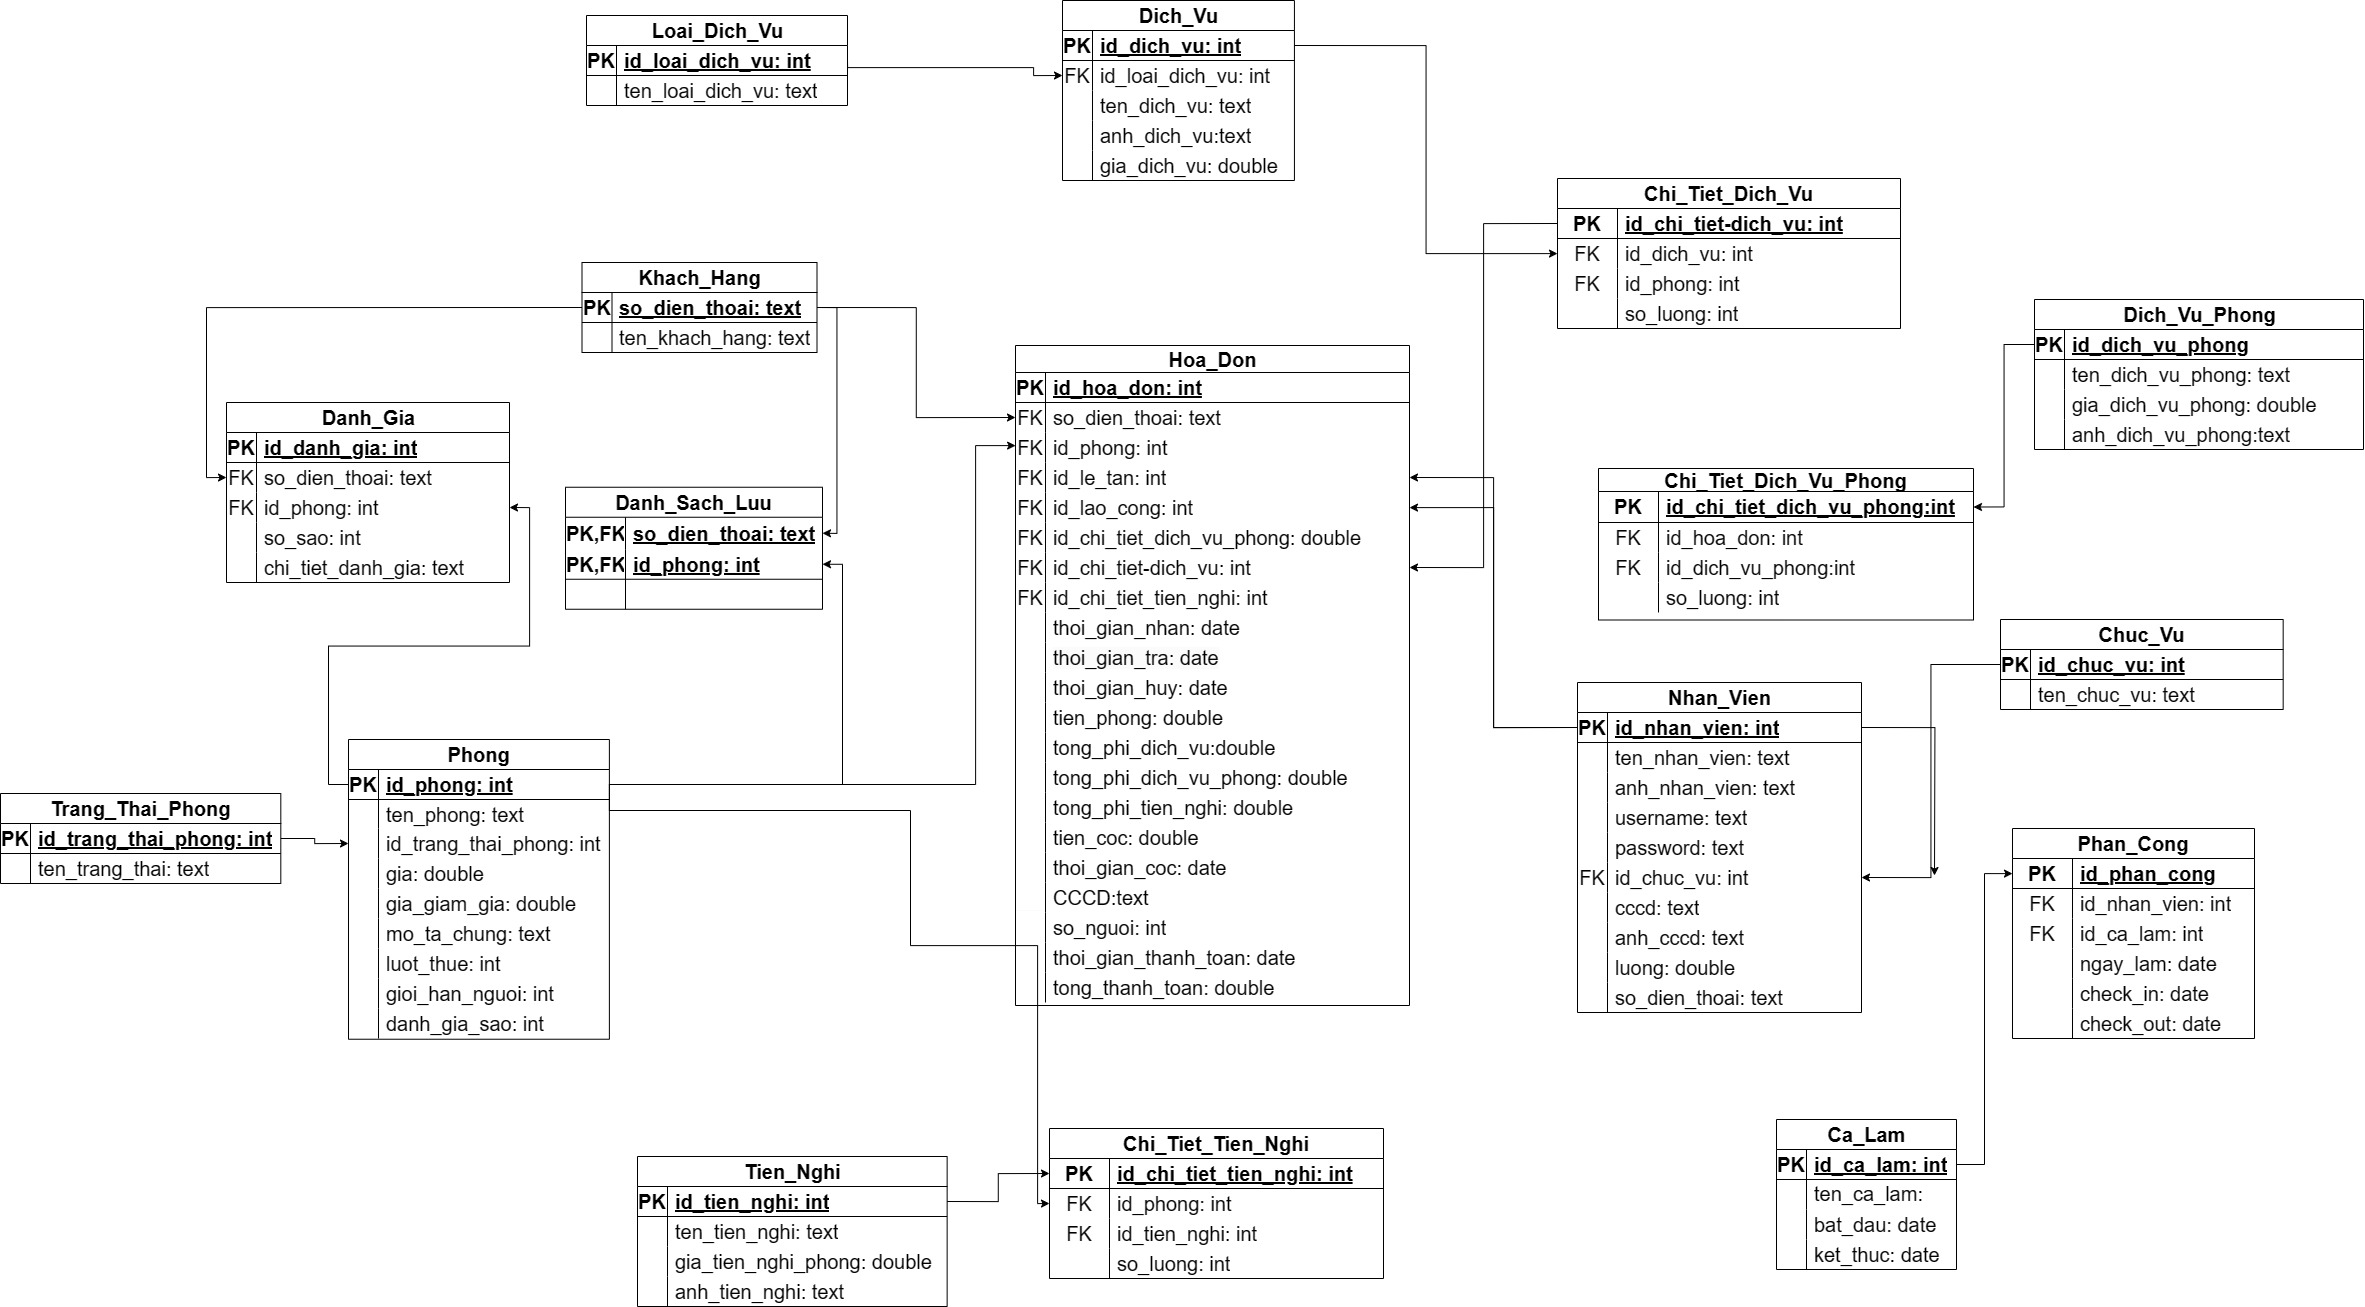 Loai_Dich_Vu
PK id_loai_dich_vu: int
ten_loai_dich_vu: text
Dich_Vu
PK id_dich_vu: int
FK id_loai_dich_vu: int
ten_dich_vu: text
anh_dich_vu:text
gia_dich_vu: double
Chi_Tiet_Dich_Vu
PK id_chi_tiet-dich_vu: int
FK id_dich_vu: int
FK id_phong: int
so_luong: int
Khach_Hang
PK so_dien_thoai: text
ten_khach_hang: text
Dich_Vu_Phong
PK id_dich_vu_phong
ten_dich_vu_phong: text
gia_dich_vu_phong: double
anh_dich_vu_phong:text
Danh_Gia
PK id_danh_gia: int
FK so_dien_thoai: text
FK id_phong: int
so_sao: int
chi_tiet_danh_gia: text
Danh_Sach_Luu
PK,FK so_dien_thoai: text
PK,FK id_phong: int
Hoa_Don
PK id_hoa_don: int
FK so_dien_thoai: text
FK id_phong: int
FK id_le_tan: int
FK id_lao_cong: int
FK id_chi_tiet_dich_vu_phong: double
FK id_chi_tiet-dich_vu: int
FK id_chi_tiet_tien_nghi: int
thoi_gian_nhan: date
thoi_gian_tra: date
thoi_gian_huy: date
tien_phong: double
tong_phi_dich_vu:double
tong_phi_dich_vu_phong: double
tong_phi_tien_nghi: double
tien_coc: double
thoi_gian_coc: date
CCCD:text
so_nguoi: int
thoi_gian_thanh_toan: date
tong_thanh_toan: double
Chi_Tiet_Dich_Vu_Phong
PK id_chi_tiet_dich_vu_phong:int
FK id_hoa_don: int
FK id_dich_vu_phong:int
so_luong: int
Chuc_Vu
PK id_chuc_vu: int
ten_chuc_vu: text
Nhan_Vien
PK id_nhan_vien: int
ten_nhan_vien: text
anh_nhan_vien: text
username: text
password: text
FK id_chuc_vu: int
cccd: text
anh_cccd: text
luong: double
so_dien_thoai: text
Phong
PK id_phong: int
ten_phong: text
id_trang_thai_phong: int
gia: double
gia_giam_gia: double
mo_ta_chung: text
luot_thue: int
gioi_han_nguoi: int
danh_gia_sao: int
Trang_Thai_Phong
PK id_trang_thai_phong: int
ten_trang_thai: text
Phan_Cong
PK id_phan_cong
FK id_nhan_vien: int
FK id_ca_lam: int
ngay_lam: date
check_in: date
check_out: date
Tien_Nghi
PK id_tien_nghi: int
ten_tien_nghi: text
gia_tien_nghi_phong: double
anh_tien_nghi: text
Chi_Tiet_Tien_Nghi
PK id_chi_tiet_tien_nghi: int
FK id_phong: int
FK id_tien_nghi: int
so_luong: int
Ca_Lam
PK id_ca_lam: int
ten_ca_lam:
bat_dau: date
ket_thuc: date